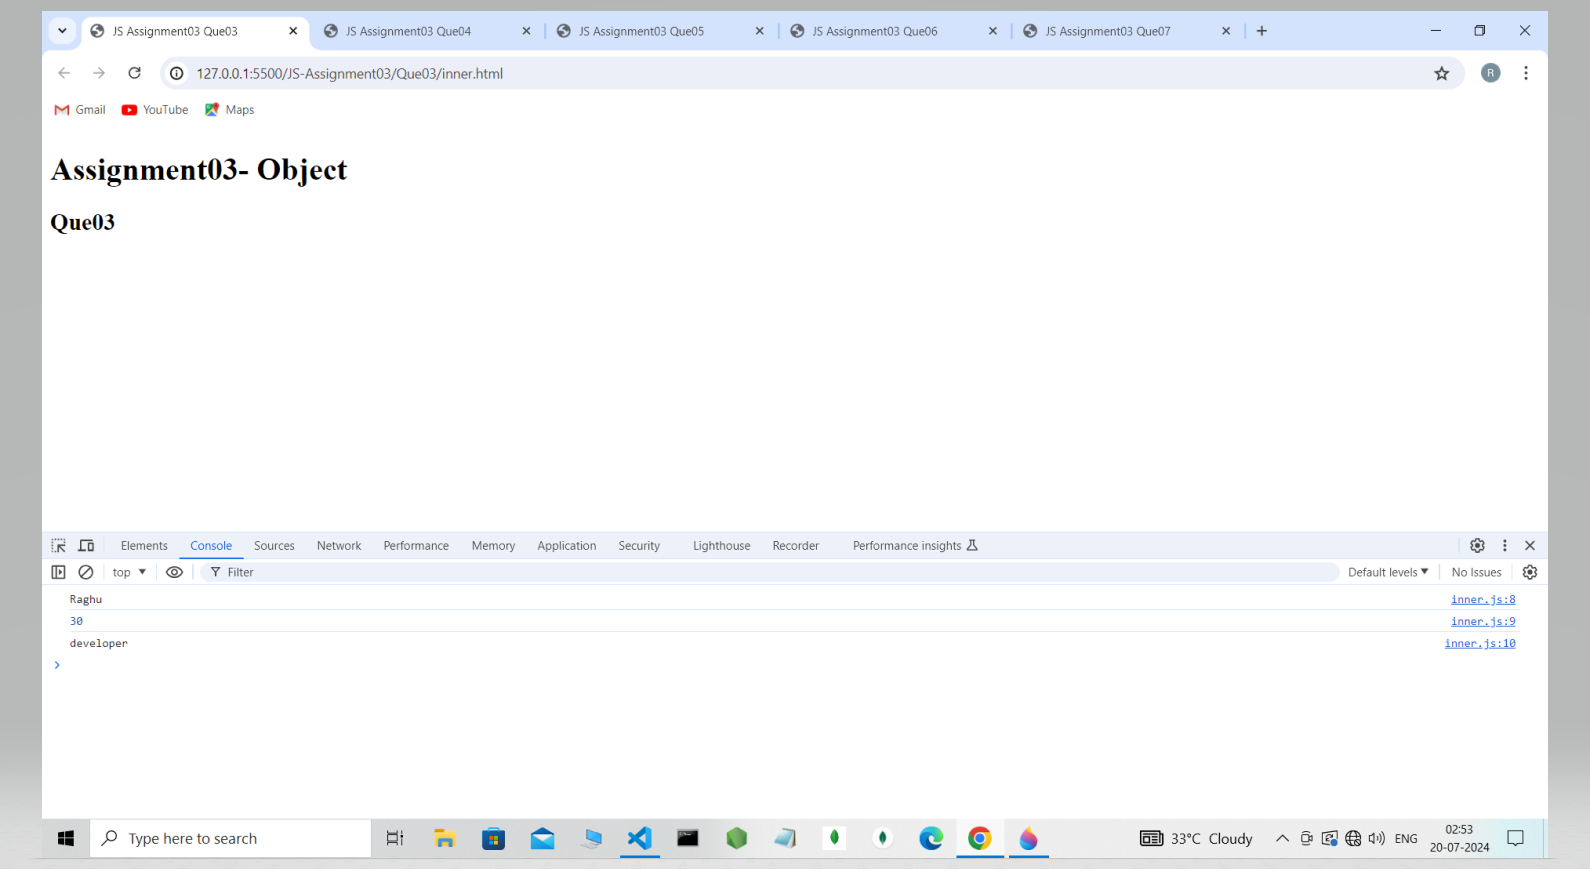 JS Assignment03 Que03 JS Assignment03 Que04 JS Assignment03 Que05 JS Assignment03 Que06 JS Assignment03 Que07
127.0.0.1:5500/JS-Assignment03/Que03/inner.html R
Gmail YouTube Maps
Assignment03- Object
Que03
Elements Console Sources Network Performance Memory Application Security Lighthouse Recorder Performance insights
top Filter Default levels No Issues
Raghu inner.js:8
30 inner.js:9
developer inner.js:10
Type here to search 33°C Cloudy ENG 02:53
20-07-2024